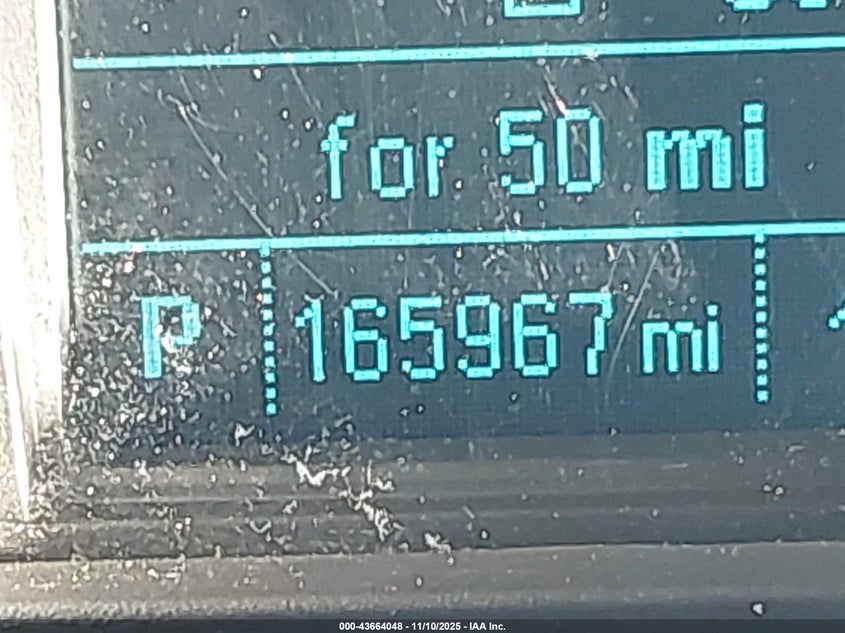 for 50 mi
P 165967 mi
000-43664048 - 11/10/2025 - IAA Inc.